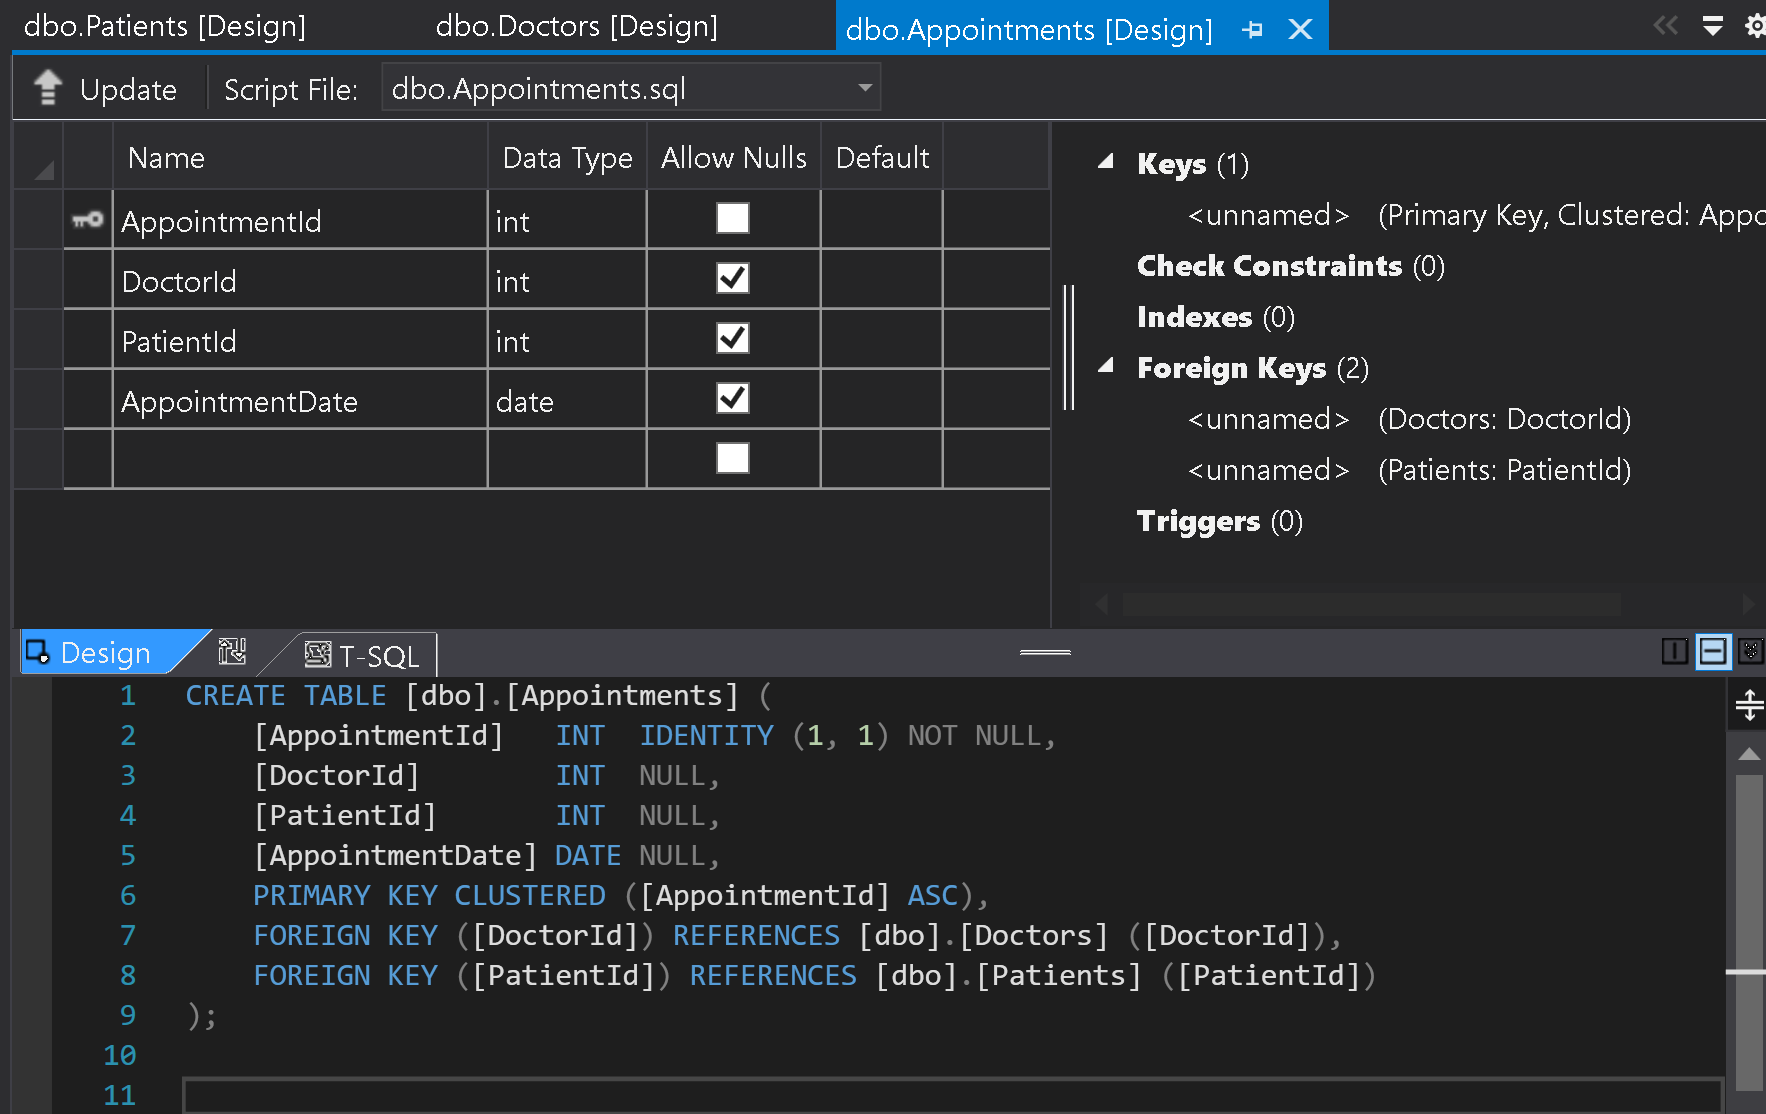 dbo.Patients [Design] dbo.Doctors [Design] dbo.Appointments [Design]
Update Script File: dbo.Appointments.sql
Name Data Type Allow Nulls Default
AppointmentId int
DoctorId int
PatientId int
AppointmentDate date
Keys (1)
<unnamed> (Primary Key, Clustered: Appo
Check Constraints (0)
Indexes (0)
Foreign Keys (2)
<unnamed> (Doctors: DoctorId)
<unnamed> (Patients: PatientId)
Triggers (0)
Design T-SQL
1 CREATE TABLE [dbo].[Appointments] (
2 [AppointmentId] INT IDENTITY (1, 1) NOT NULL,
3 [DoctorId] INT NULL,
4 [PatientId] INT NULL,
5 [AppointmentDate] DATE NULL,
6 PRIMARY KEY CLUSTERED ([AppointmentId] ASC),
7 FOREIGN KEY ([DoctorId]) REFERENCES [dbo].[Doctors] ([DoctorId]),
8 FOREIGN KEY ([PatientId]) REFERENCES [dbo].[Patients] ([PatientId])
9 );
10
11